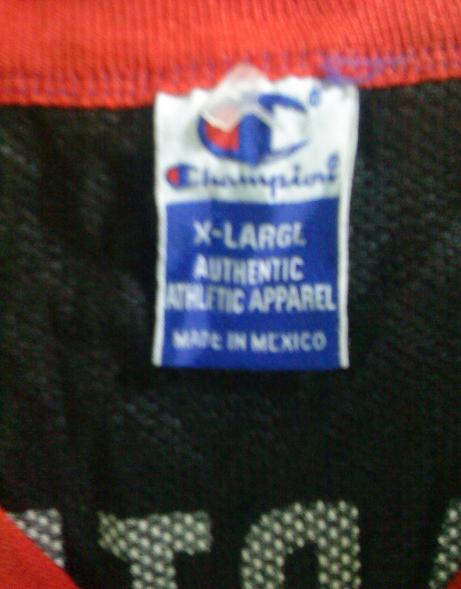 Champion
X-LARGE
AUTHENTIC
ATHLETIC APPAREL
MADE IN MEXICO